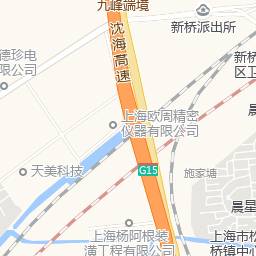 九峰端境
新桥派出所
沈海高速
德珍电
有限公司
新桥
区卫
上海欧周精密
仪器有限公司
天美科技
G15
施家塘
晨星
上海杨阿根装
潢工程有限公司
上海市松
桥镇中心